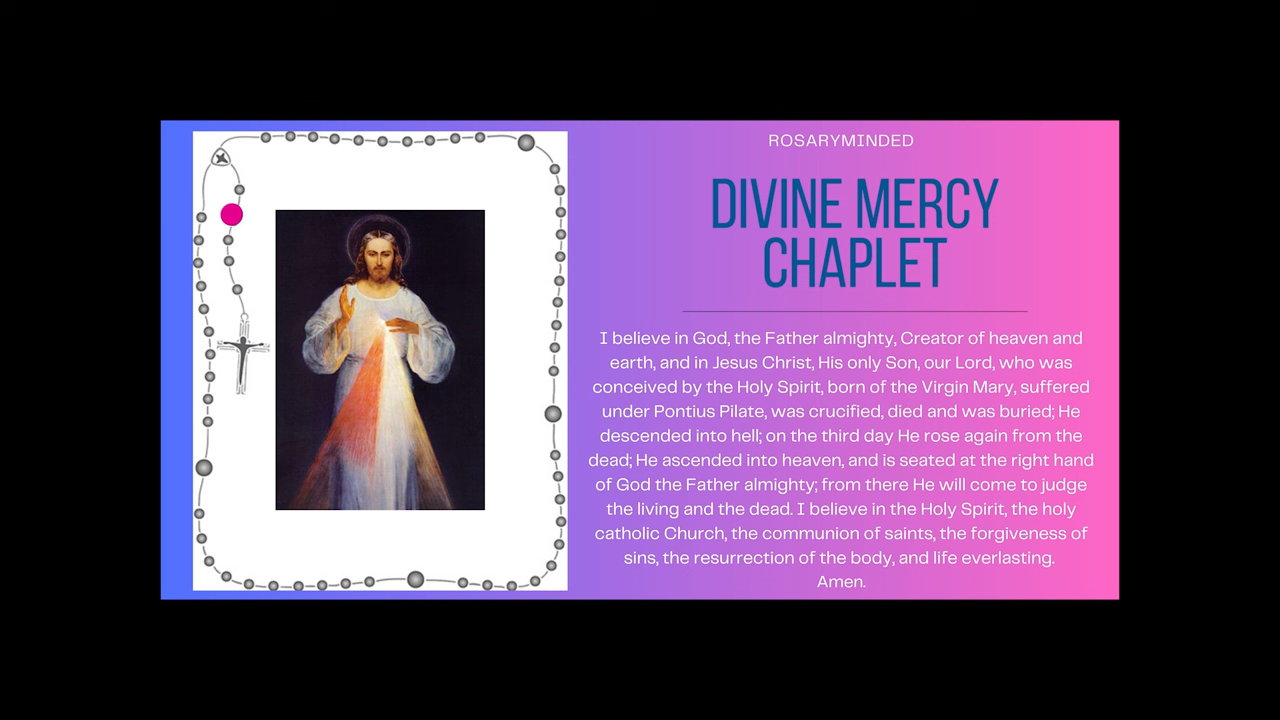 ROSARYMINDED
DIVINE MERCY
CHAPLET
I believe in God, the Father almighty, Creator of heaven and
earth, and in Jesus Christ, His only Son, our Lord, who was
conceived by the Holy Spirit, born of the Virgin Mary, suffered
under Pontius Pilate, was crucified, died and was buried; He
descended into hell; on the third day He rose again from the
dead; He ascended into heaven, and is seated at the right hand
of God the Father almighty; from there He will come to judge
the living and the dead. I believe in the Holy Spirit, the holy
catholic Church, the communion of saints, the forgiveness of
sins, the resurrection of the body, and life everlasting.
Amen.